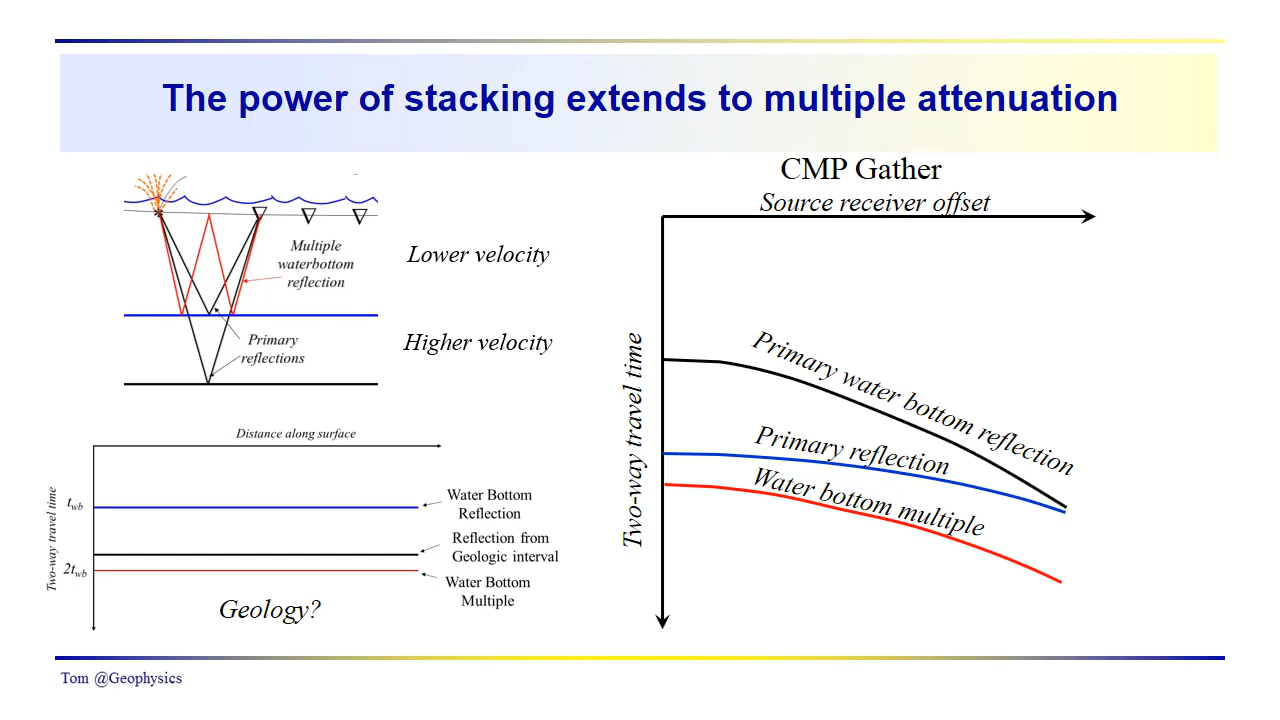 The power of stacking extends to multiple attenuation
Multiple
waterbottom
reflection
Primary
reflections
Lower velocity
Higher velocity
Distance along surface
Two-way travel time
twb
2twb
Water Bottom
Reflection
Reflection from
Geologic interval
Water Bottom
Multiple
Geology?
CMP Gather
Source receiver offset
Two-way travel time
Primary water bottom reflection
Primary reflection
Water bottom multiple
Tom @Geophysics